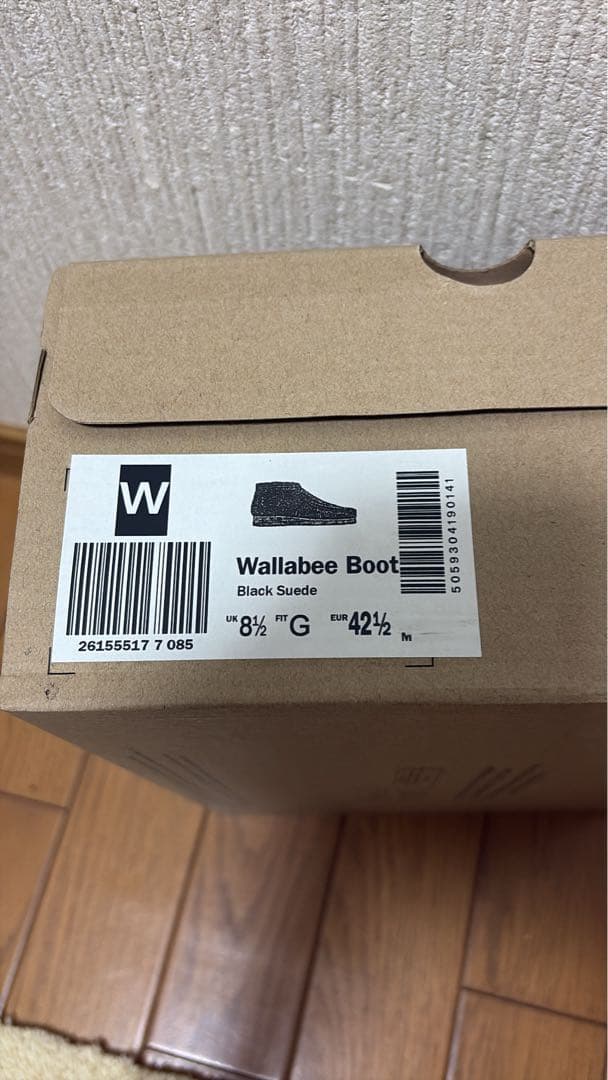 W
Wallabee Boot
Black Suede
UK 8½ FIT G EUR 42½ M
26155517 7 085
5059304190141